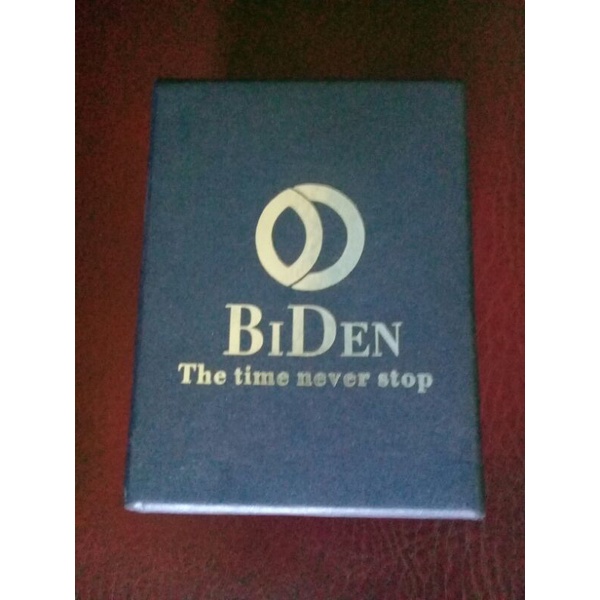 BIDEN
The time never stop